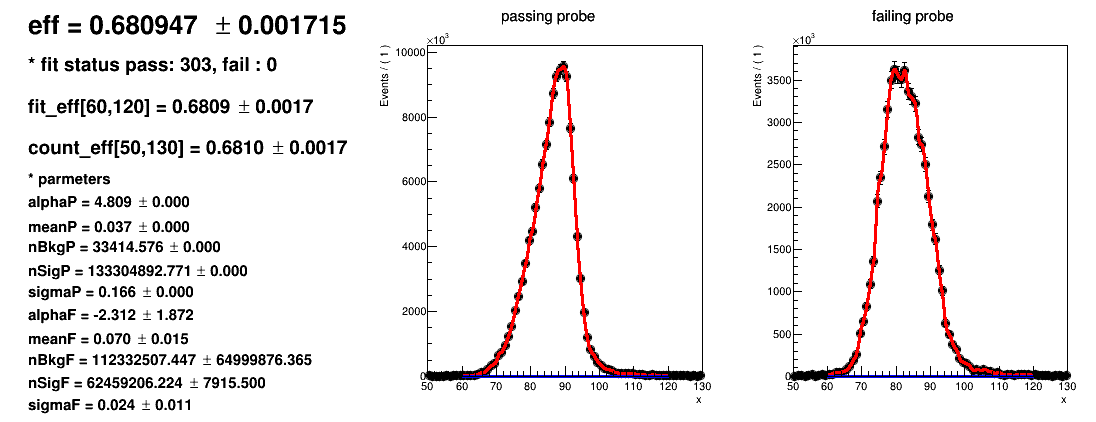 eff = 0.680947 ± 0.001715
* fit status pass: 303, fail : 0
fit_eff[60,120] = 0.6809 ± 0.0017
count_eff[50,130] = 0.6810 ± 0.0017
* parmeters
alphaP = 4.809 ± 0.000
meanP = 0.037 ± 0.000
nBkgP = 33414.576 ± 0.000
nSigP = 133304892.771 ± 0.000
sigmaP = 0.166 ± 0.000
alphaF = -2.312 ± 1.872
meanF = 0.070 ± 0.015
nBkgF = 112332507.447 ± 64999876.365
nSigF = 62459206.224 ± 7915.500
sigmaF = 0.024 ± 0.011
passing probe
×10³
Events / ( 1 )
10000
8000
6000
4000
2000
0
50 60 70 80 90 100 110 120 130
x
failing probe
×10³
Events / ( 1 )
3500
3000
2500
2000
1500
1000
500
0
50 60 70 80 90 100 110 120 130
x